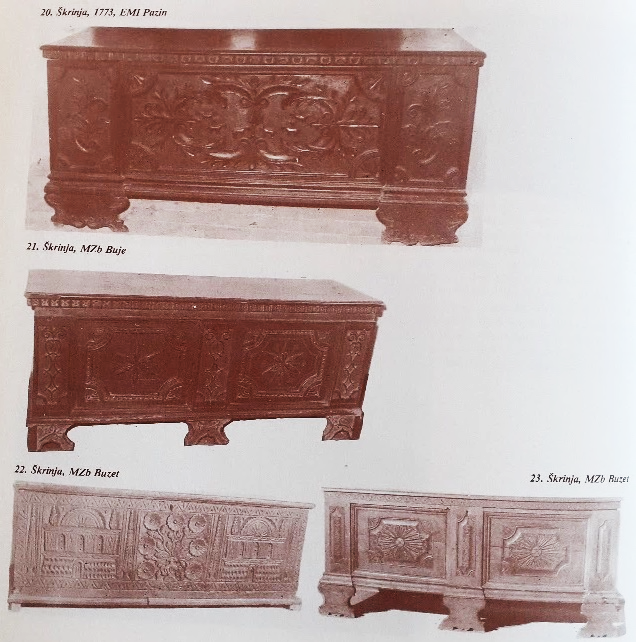 20. Škrinja, 1773, EMI Pazin
21. Škrinja, MZb Buje
22. Škrinja, MZb Buzet
23. Škrinja, MZb Buzet